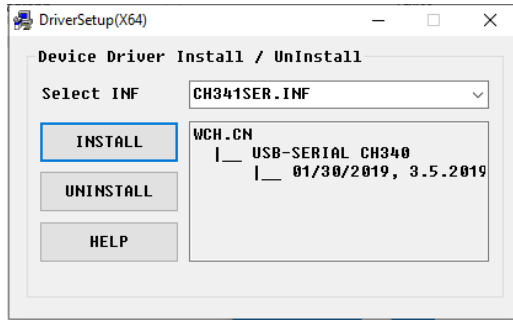 DriverSetup(X64)
Device Driver Install / UnInstall
Select INF
CH341SER.INF
INSTALL
UNINSTALL
HELP
WCH.CN
|__ USB-SERIAL CH340
|__ 01/30/2019, 3.5.2019